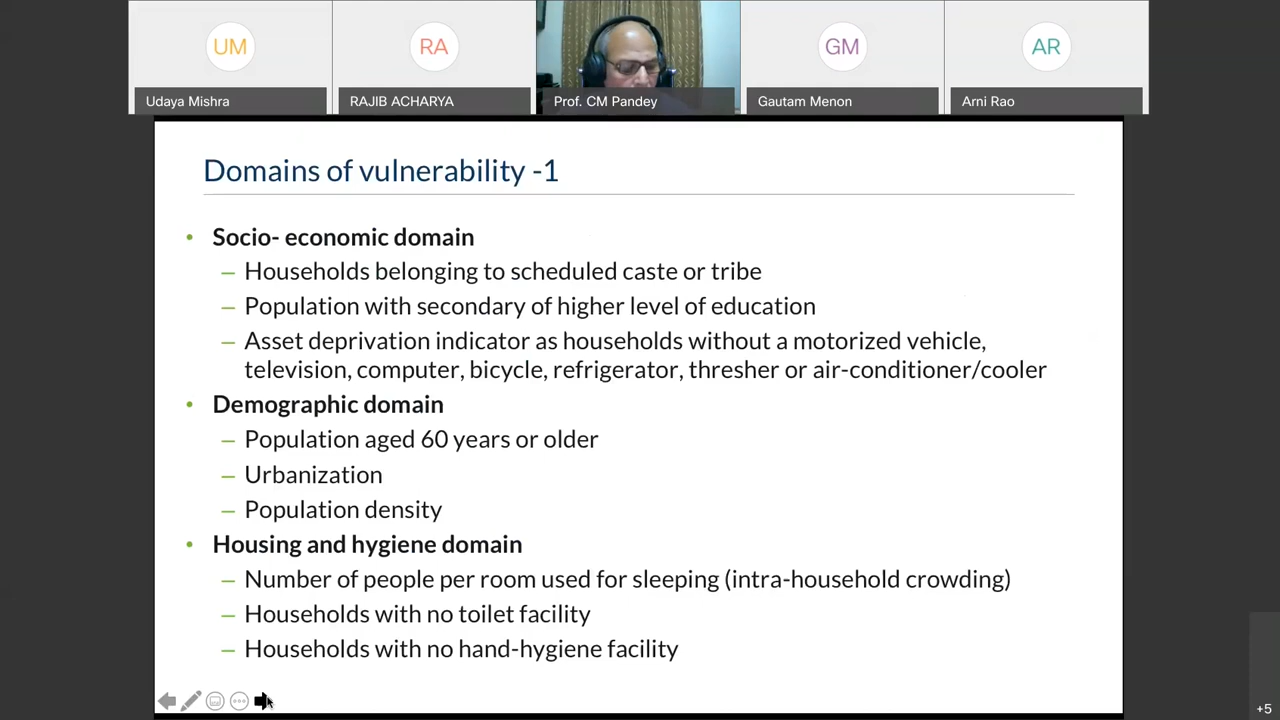 UM
RA
GM
AR
Udaya Mishra
RAJIB ACHARYA
Prof. CM Pandey
Gautam Menon
Arni Rao
Domains of vulnerability -1
• Socio- economic domain
– Households belonging to scheduled caste or tribe
– Population with secondary of higher level of education
– Asset deprivation indicator as households without a motorized vehicle,
television, computer, bicycle, refrigerator, thresher or air-conditioner/cooler
• Demographic domain
– Population aged 60 years or older
– Urbanization
– Population density
• Housing and hygiene domain
– Number of people per room used for sleeping (intra-household crowding)
– Households with no toilet facility
– Households with no hand-hygiene facility
+5